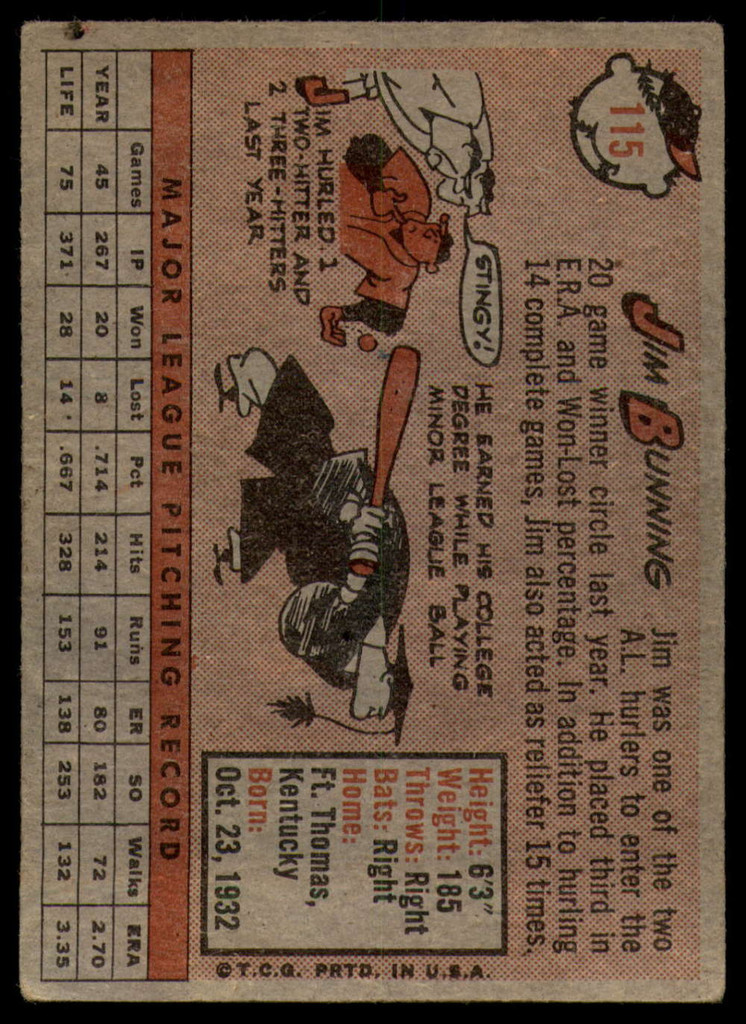 115
JIM BUNNING
Jim was one of the two
A.L. hurlers to enter the
20 game winner circle last year. He placed third in
E.R.A. and Won-Lost percentage. In addition to hurling
14 complete games, Jim also acted as reliefer 15 times.
STINGY!
JIM HURLED 1
TWO-HITTER AND
2 THREE-HITTERS
LAST YEAR
HE EARNED HIS COLLEGE
DEGREE WHILE PLAYING
MINOR LEAGUE BALL
Height: 6'3"
Weight: 185
Throws: Right
Bats: Right
Home:
Ft. Thomas,
Kentucky
Born:
Oct. 23, 1932
©T.C.G. PRTD. IN U.S.A.
MAJOR LEAGUE PITCHING RECORD
Games IP Won Lost Pct Hits Runs ER SO Walks ERA
YEAR 45 267 20 8 .714 214 91 80 182 72 2.70
LIFE 75 371 28 14 .667 328 153 138 253 132 3.35